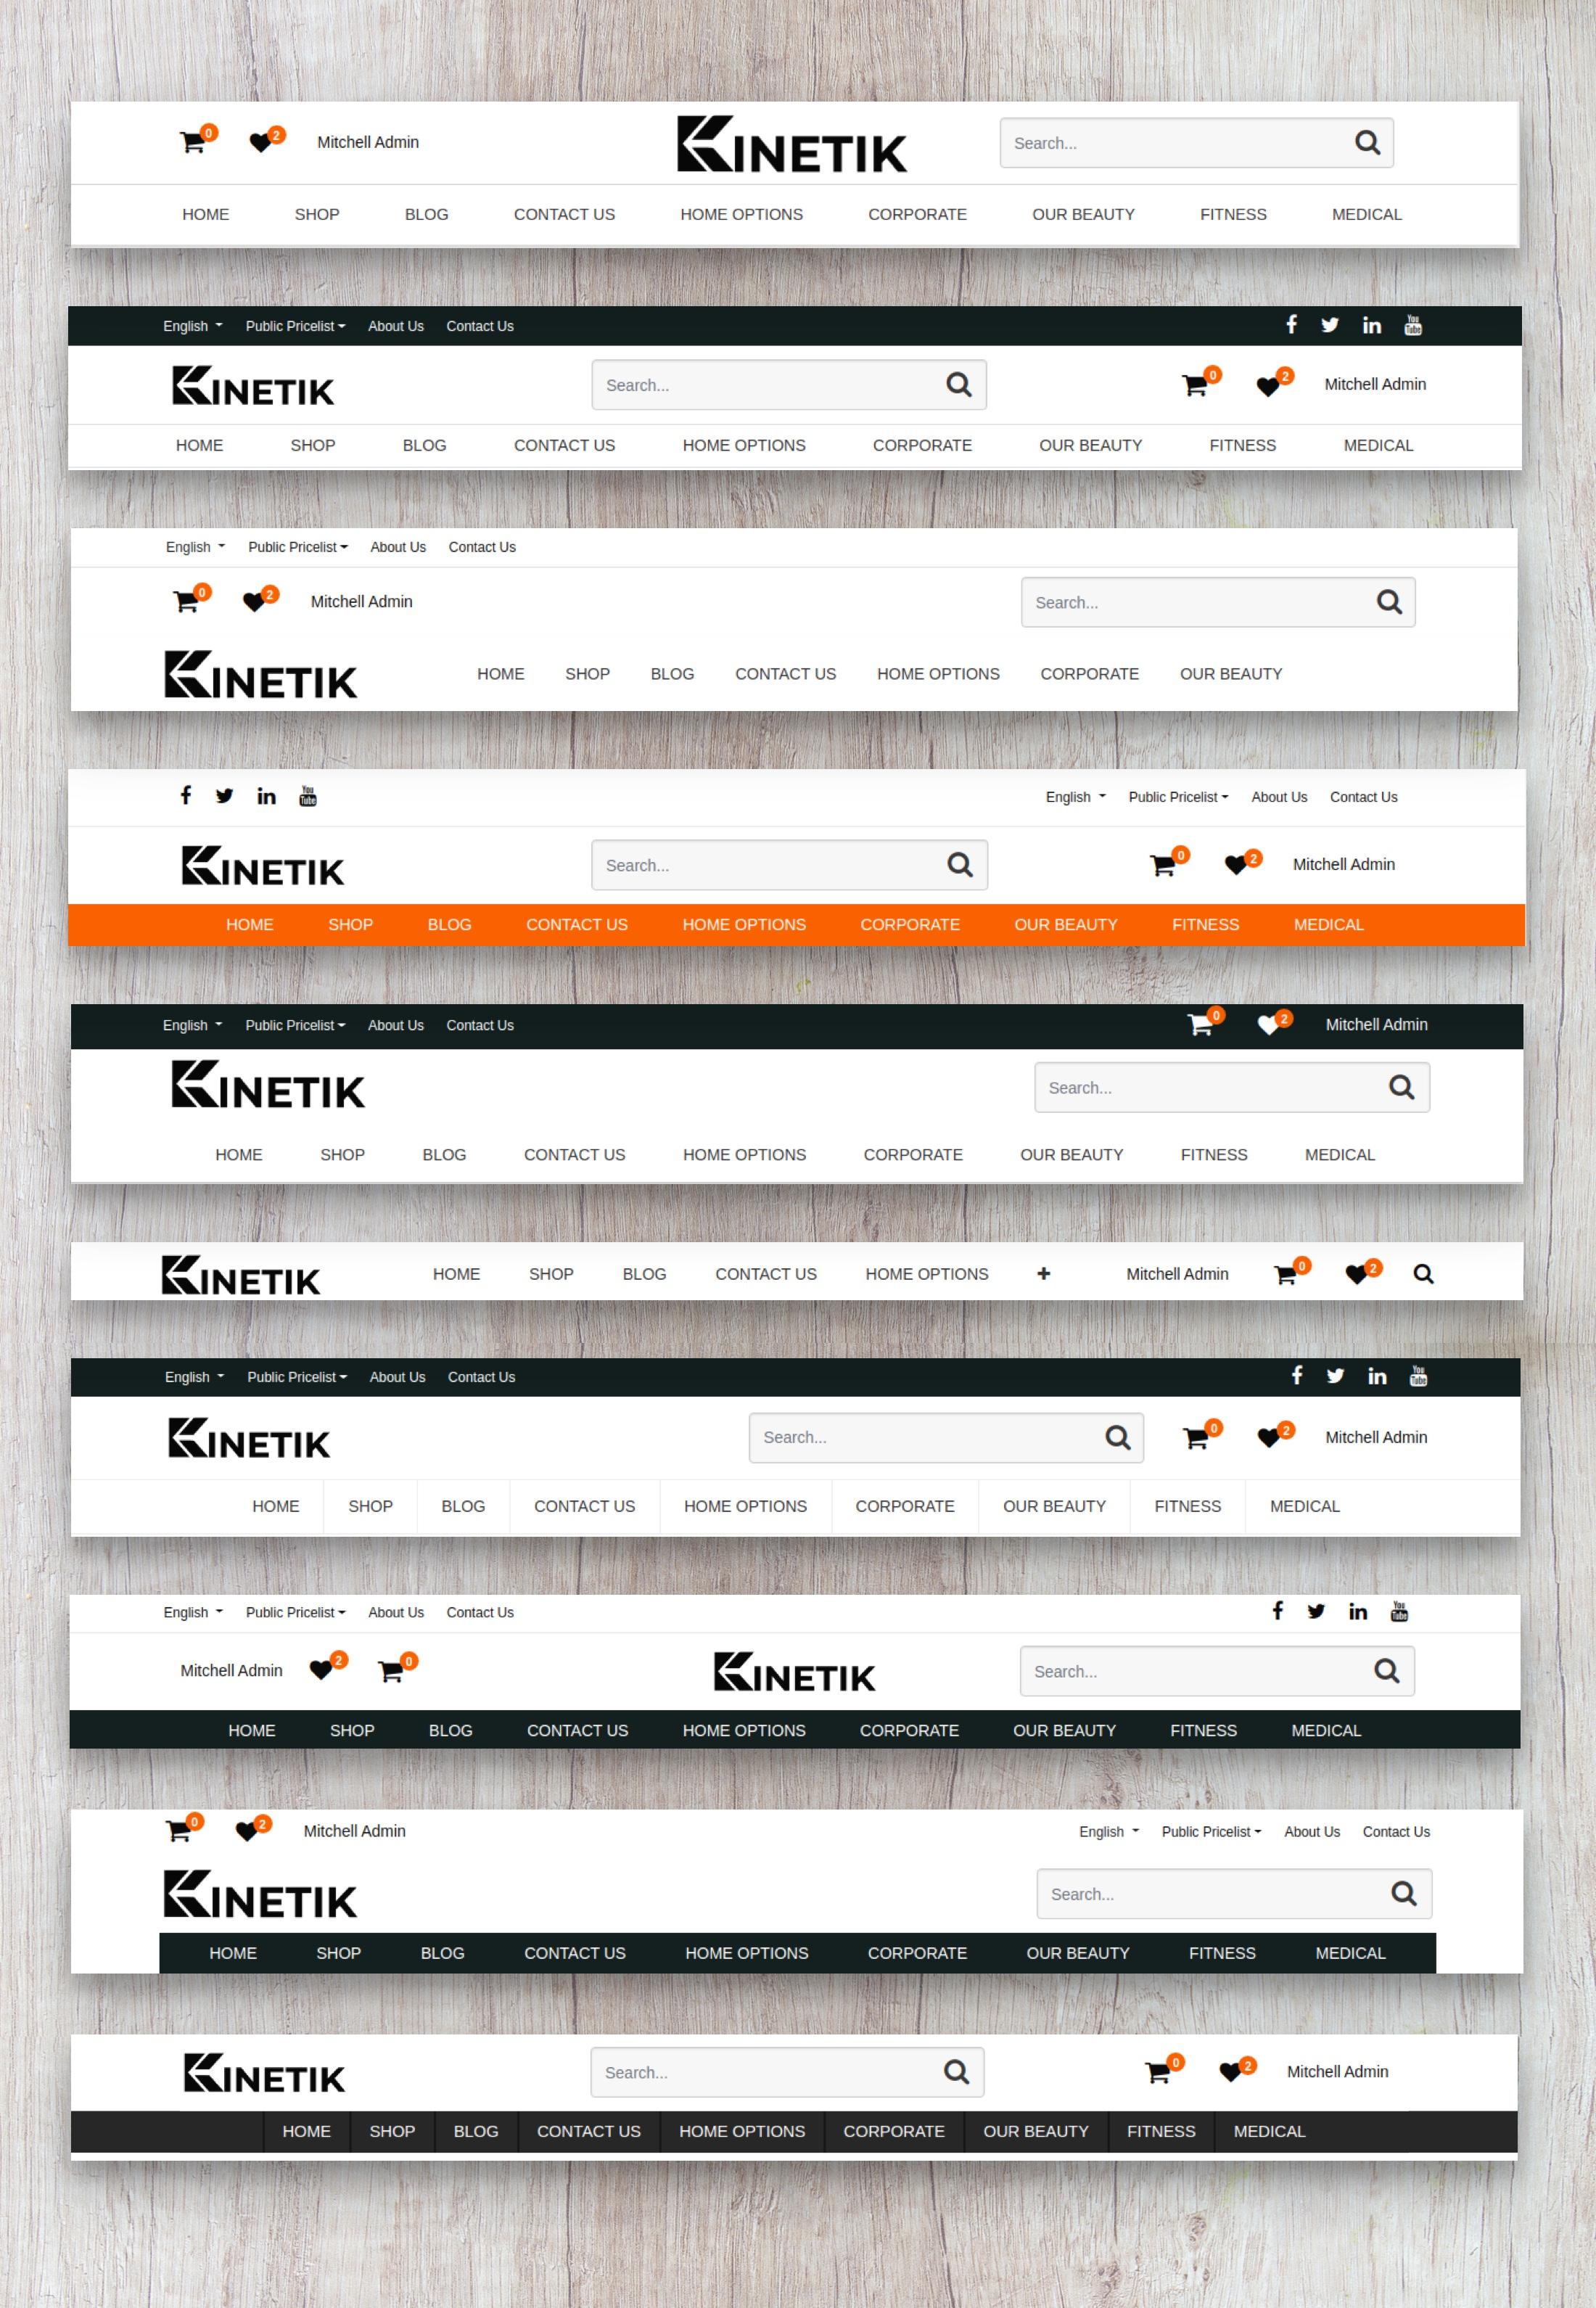 0 2 Mitchell Admin KINETIK Search...
HOME SHOP BLOG CONTACT US HOME OPTIONS CORPORATE OUR BEAUTY FITNESS MEDICAL
English Public Pricelist About Us Contact Us You Tube
KINETIK Search... 0 2 Mitchell Admin
HOME SHOP BLOG CONTACT US HOME OPTIONS CORPORATE OUR BEAUTY FITNESS MEDICAL
English Public Pricelist About Us Contact Us
0 2 Mitchell Admin Search...
KINETIK HOME SHOP BLOG CONTACT US HOME OPTIONS CORPORATE OUR BEAUTY
You Tube English Public Pricelist About Us Contact Us
KINETIK Search... 0 2 Mitchell Admin
HOME SHOP BLOG CONTACT US HOME OPTIONS CORPORATE OUR BEAUTY FITNESS MEDICAL
English Public Pricelist About Us Contact Us 0 2 Mitchell Admin
KINETIK Search...
HOME SHOP BLOG CONTACT US HOME OPTIONS CORPORATE OUR BEAUTY FITNESS MEDICAL
KINETIK HOME SHOP BLOG CONTACT US HOME OPTIONS + Mitchell Admin 0 2
English Public Pricelist About Us Contact Us You Tube
KINETIK Search... 0 2 Mitchell Admin
HOME SHOP BLOG CONTACT US HOME OPTIONS CORPORATE OUR BEAUTY FITNESS MEDICAL
English Public Pricelist About Us Contact Us You Tube
Mitchell Admin 2 0 KINETIK Search...
HOME SHOP BLOG CONTACT US HOME OPTIONS CORPORATE OUR BEAUTY FITNESS MEDICAL
0 2 Mitchell Admin English Public Pricelist About Us Contact Us
KINETIK Search...
HOME SHOP BLOG CONTACT US HOME OPTIONS CORPORATE OUR BEAUTY FITNESS MEDICAL
KINETIK Search... 0 2 Mitchell Admin
HOME SHOP BLOG CONTACT US HOME OPTIONS CORPORATE OUR BEAUTY FITNESS MEDICAL